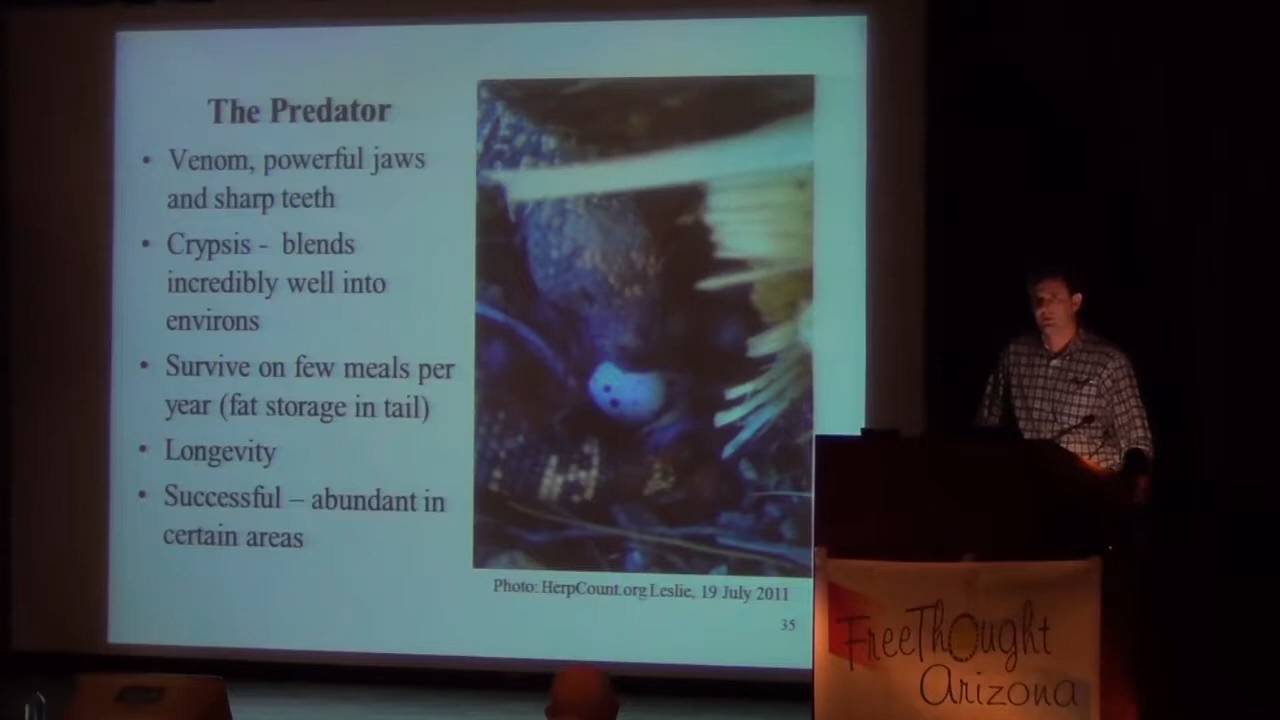 The Predator
• Venom, powerful jaws
and sharp teeth
• Crypsis - blends
incredibly well into
environs
• Survive on few meals per
year (fat storage in tail)
• Longevity
• Successful – abundant in
certain areas
Photo: HerpCount.org Leslie, 19 July 2011
35
FreeThought
Arizona